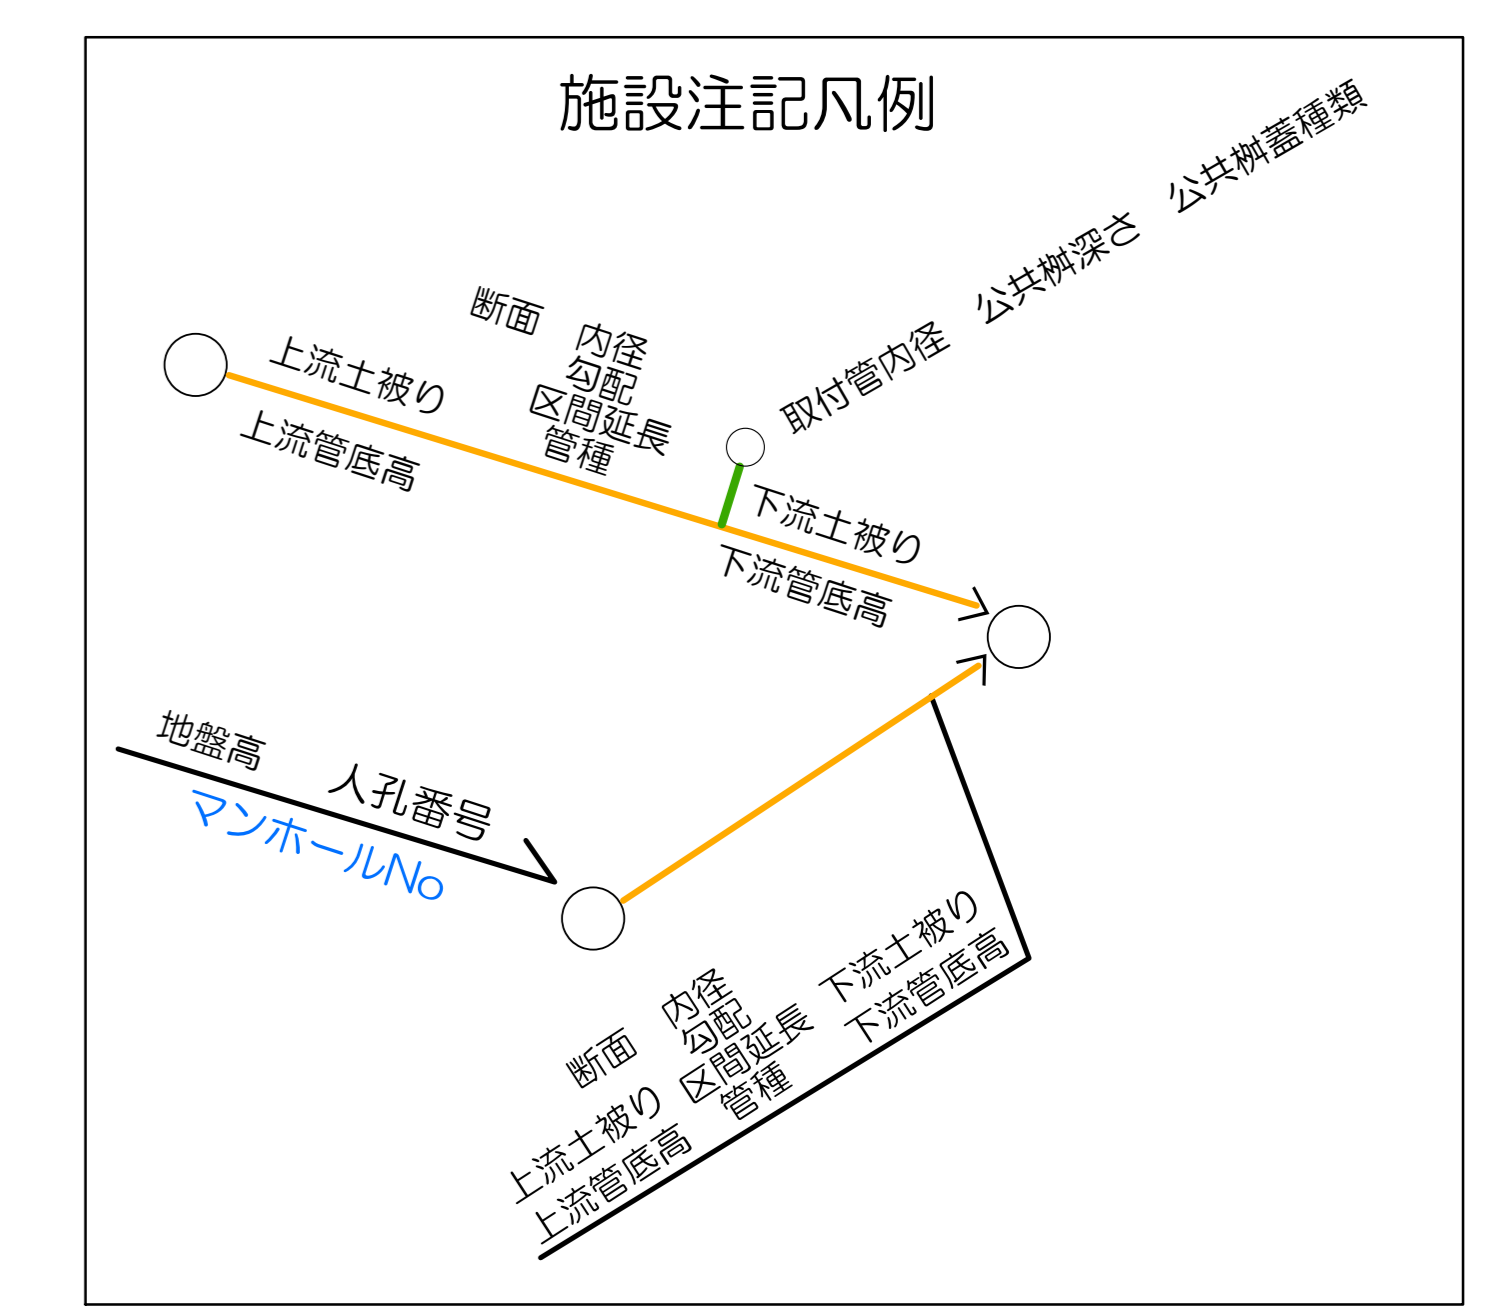 施設注記凡例
取付管内径　公共桝深さ　公共桝蓋種類
断面　内径
勾配
区間延長
管種
上流土被り
上流管底高
下流土被り
下流管底高
地盤高　人孔番号
マンホールNo
断面　内径
勾配
上流土被り　区間延長　下流土被り
上流管底高　管種　下流管底高